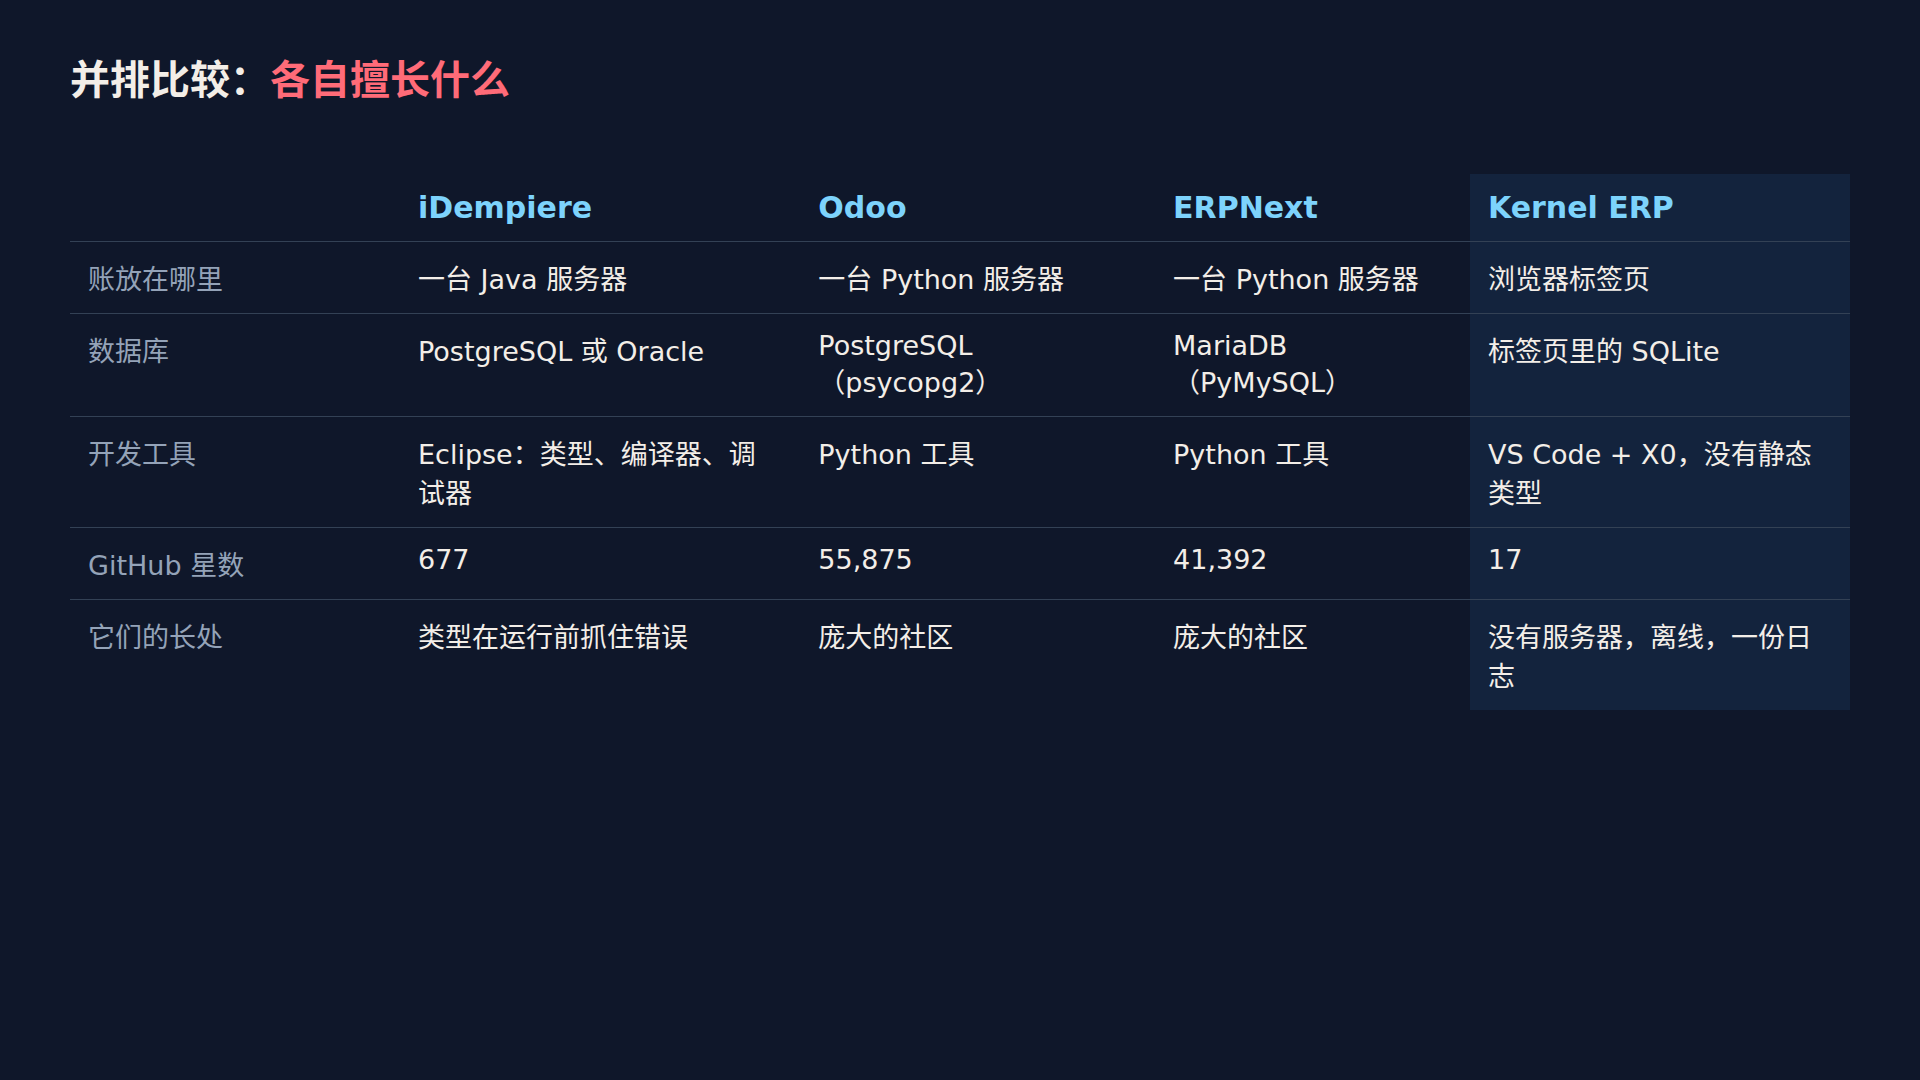 并排比较：各自擅长什么
iDempiere Odoo ERPNext Kernel ERP
账放在哪里 一台 Java 服务器 一台 Python 服务器 一台 Python 服务器 浏览器标签页
数据库 PostgreSQL 或 Oracle PostgreSQL（psycopg2） MariaDB（PyMySQL） 标签页里的 SQLite
开发工具 Eclipse：类型、编译器、调试器 Python 工具 Python 工具 VS Code + X0，没有静态类型
GitHub 星数 677 55,875 41,392 17
它们的长处 类型在运行前抓住错误 庞大的社区 庞大的社区 没有服务器，离线，一份日志